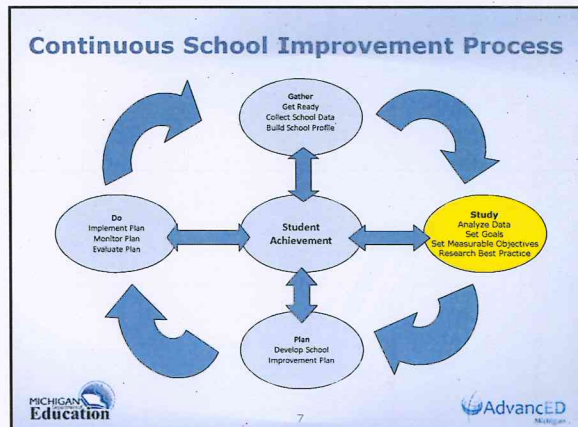 Continuous School Improvement Process
Gather
Get Ready
Collect School Data
Build School Profile
Do
Implement Plan
Monitor Plan
Evaluate Plan
Student
Achievement
Study
Analyze Data
Set Goals
Set Measurable Objectives
Research Best Practice
Plan
Develop School
Improvement Plan
MICHIGAN
Education
7
AdvancED
Michigan